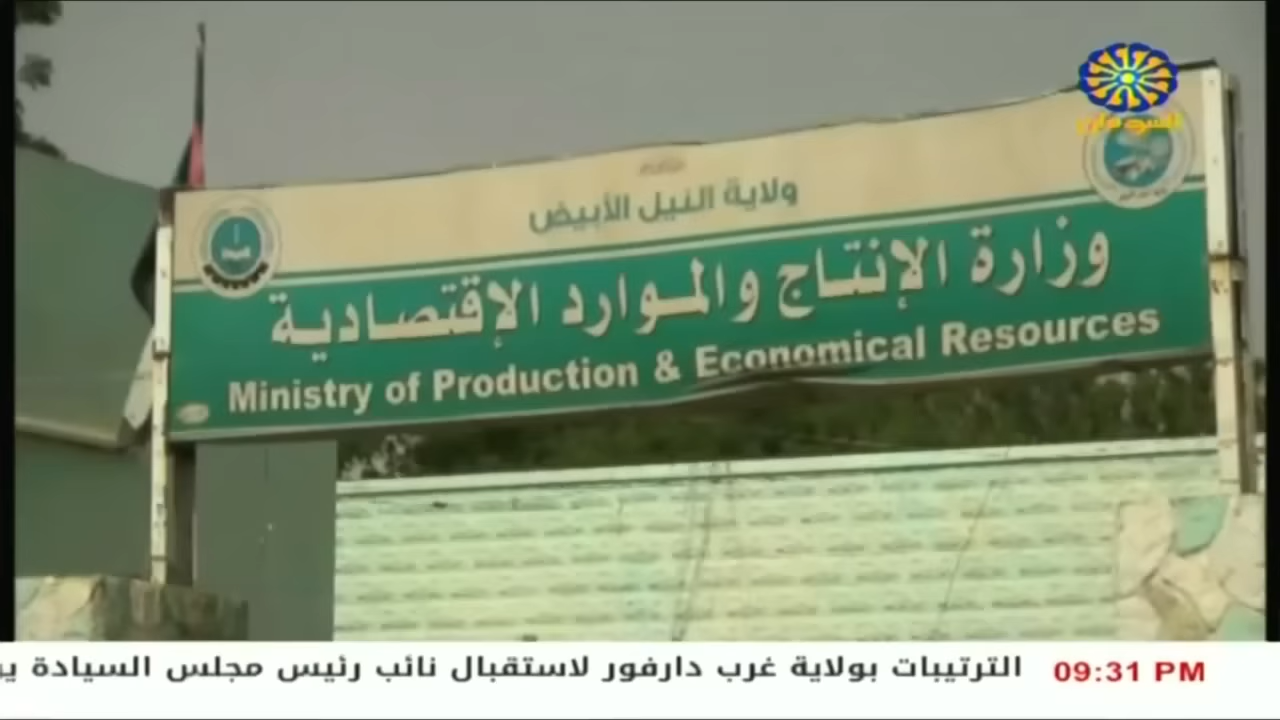 السودان
ولاية النيل الأبيض
وزارة الإنتاج والموارد الإقتصادية
Ministry of Production & Economical Resources
الترتيبات بولاية غرب دارفور لاستقبال نائب رئيس مجلس السيادة
09:31 PM